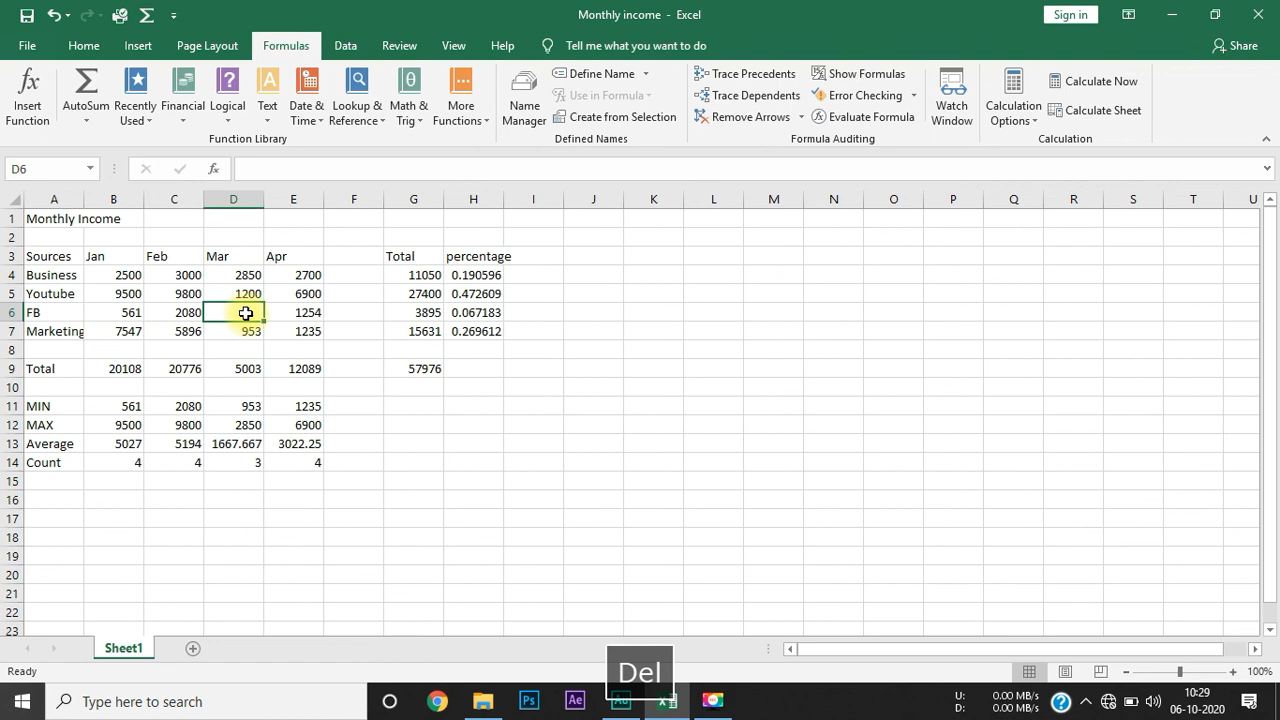 Monthly income - Excel
Sign in
File Home Insert Page Layout Formulas Data Review View Help Tell me what you want to do Share
Insert Function
AutoSum
Recently Used
Financial
Logical
Text
Date & Time
Lookup & Reference
Math & Trig
More Functions
Function Library
Name Manager
Define Name
Use in Formula
Create from Selection
Defined Names
Trace Precedents
Trace Dependents
Remove Arrows
Show Formulas
Error Checking
Evaluate Formula
Formula Auditing
Watch Window
Calculation Options
Calculate Now
Calculate Sheet
Calculation
D6 fx
A B C D E F G H I J K L M N O P Q R S T U
1 Monthly Income
2
3 Sources Jan Feb Mar Apr Total percentage
4 Business 2500 3000 2850 2700 11050 0.190596
5 Youtube 9500 9800 1200 6900 27400 0.472609
6 FB 561 2080 1254 3895 0.067183
7 Marketing 7547 5896 953 1235 15631 0.269612
8
9 Total 20108 20776 5003 12089 57976
10
11 MIN 561 2080 953 1235
12 MAX 9500 9800 2850 6900
13 Average 5027 5194 1667.667 3022.25
14 Count 4 4 3 4
15
16
17
18
19
20
21
22
23
Sheet1
Ready
100%
Del
Type here to search
Ps
Ae
Au
U: 0.00 MB/s
D: 0.00 MB/s
10:29
06-10-2020